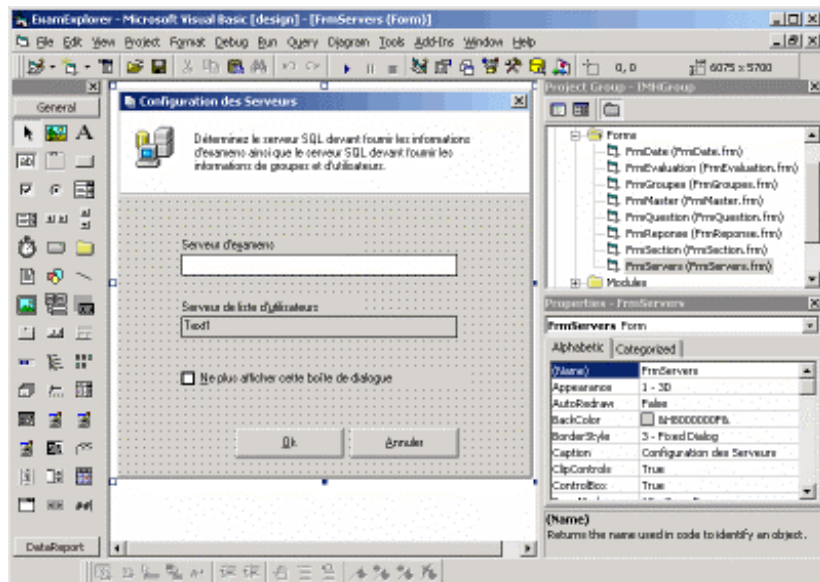 ExamExplorer - Microsoft Visual Basic [design] - [FrmServers (Form)]
File Edit View Project Format Debug Run Query Diagram Tools Add-Ins Window Help
0, 0
6075 x 5700
General
A
DataReport
Configuration des Serveurs
Déterminez le serveur SQL devant fournir les informations
d'examens ainsi que le serveur SQL devant fournir les
informations de groupes et d'utilisateurs.
Serveur d'examens
Serveur de liste d'utilisateurs
Text1
Ne plus afficher cette boîte de dialogue
Ok
Annuler
Project Group - IMHGroup
Forms
FrmDate (FrmDate.frm)
FrmEvaluation (FrmEvaluation.frm)
FrmGroupes (FrmGroupes.frm)
FrmMaster (FrmMaster.frm)
FrmQuestion (FrmQuestion.frm)
FrmReponse (FrmReponse.frm)
FrmSection (FrmSection.frm)
FrmServers (FrmServers.frm)
Modules
Properties - FrmServers
FrmServers Form
Alphabetic Categorized
(Name) FrmServers
Appearance 1 - 3D
AutoRedraw False
BackColor &H8000000F&
BorderStyle 3 - Fixed Dialog
Caption Configuration des Serveurs
ClipControls True
ControlBox True
(Name)
Returns the name used in code to identify an object.